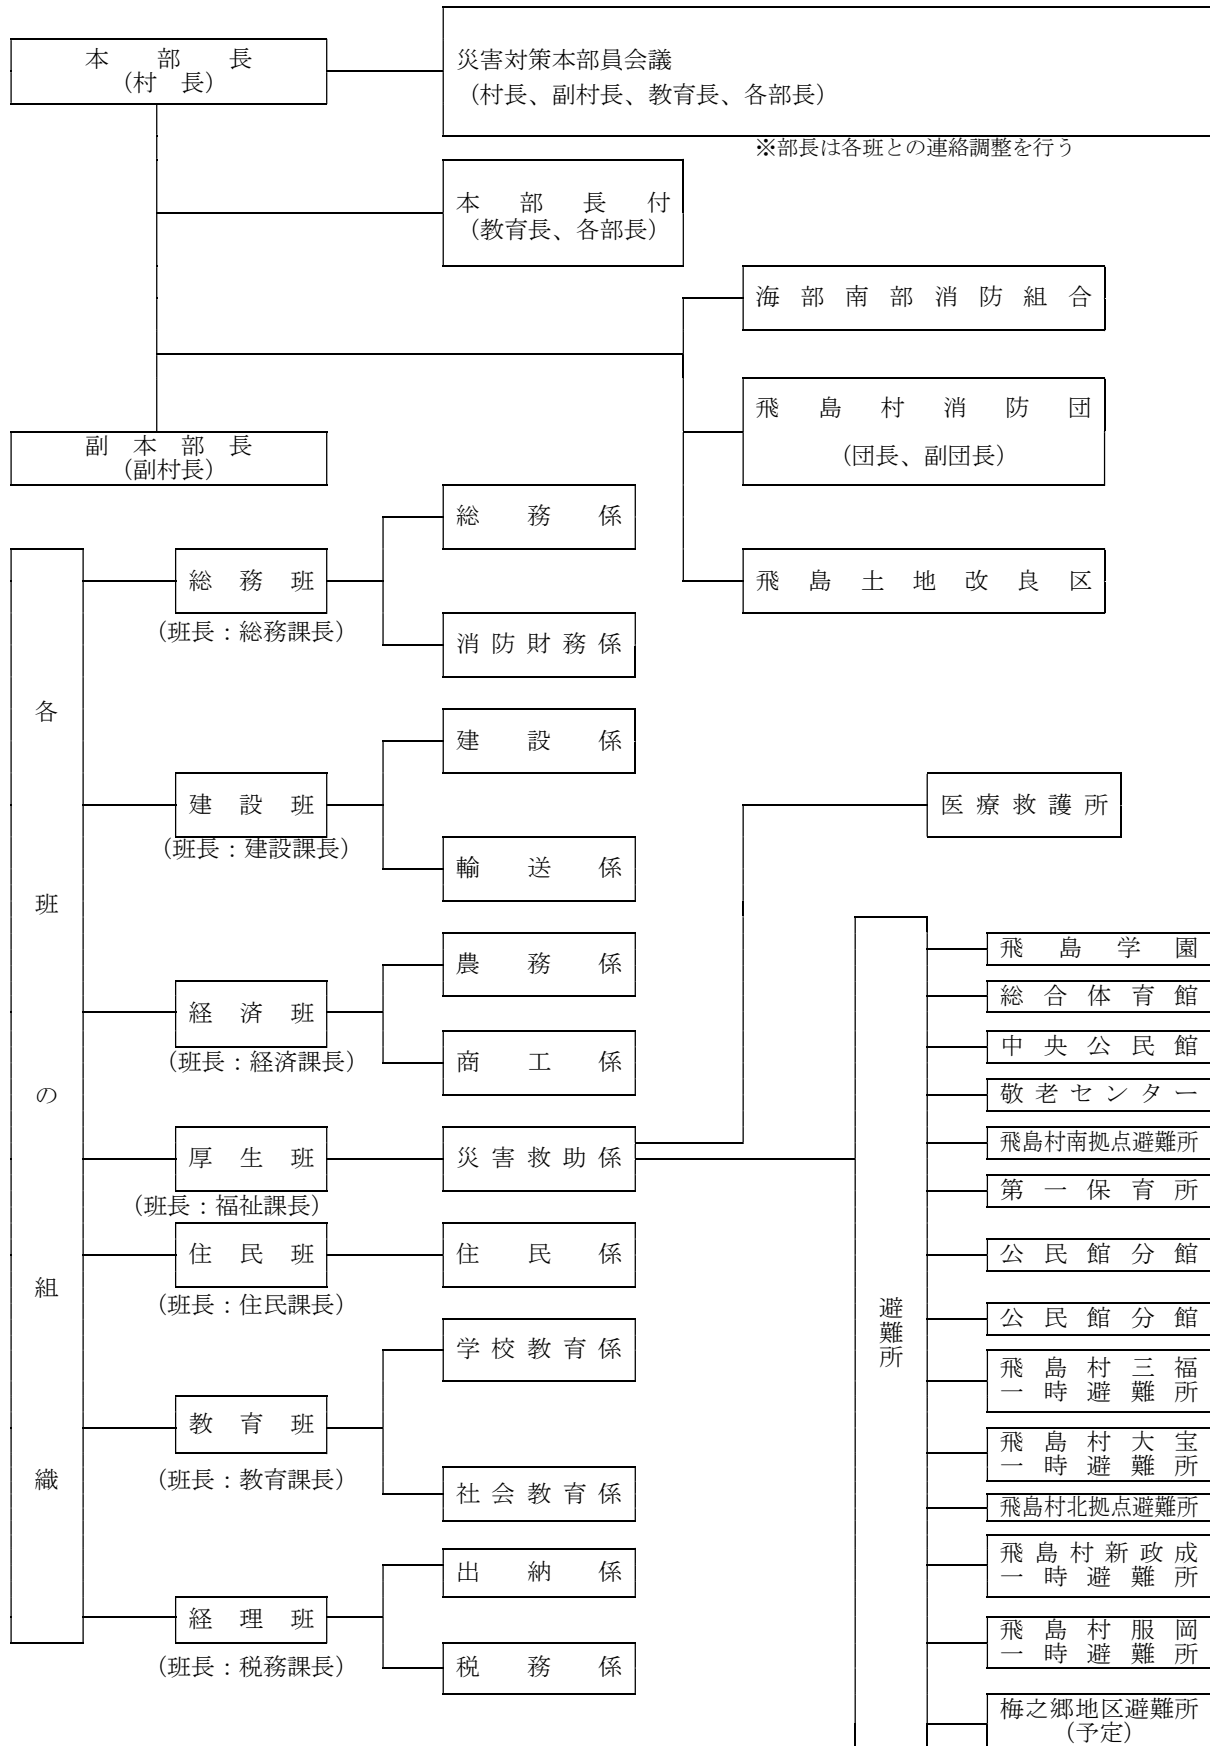 本部長
(村長)
災害対策本部員会議
(村長、副村長、教育長、各部長)
※部長は各班との連絡調整を行う
本部長付
(教育長、各部長)
海部南部消防組合
飛島村消防団
(団長、副団長)
飛島土地改良区
副本部長
(副村長)
各班の組織
総務班
(班長：総務課長)
総務係
消防財務係
建設班
(班長：建設課長)
建設係
輸送係
経済班
(班長：経済課長)
農務係
商工係
厚生班
(班長：福祉課長)
災害救助係
医療救護所
住民班
(班長：住民課長)
住民係
教育班
(班長：教育課長)
学校教育係
社会教育係
経理班
(班長：税務課長)
出納係
税務係
避難所
飛島学園
総合体育館
中央公民館
敬老センター
飛島村南拠点避難所
第一保育所
公民館分館
公民館分館
飛島村三福
一時避難所
飛島村大宝
一時避難所
飛島村北拠点避難所
飛島村新政成
一時避難所
飛島村服岡
一時避難所
梅之郷地区避難所
(予定)